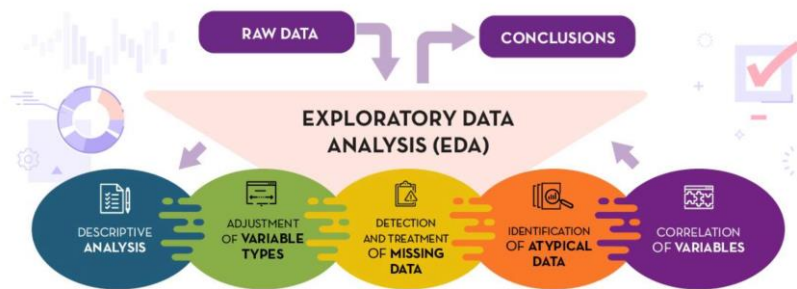 RAW DATA
CONCLUSIONS
EXPLORATORY DATA
ANALYSIS (EDA)
DESCRIPTIVE
ANALYSIS
ADJUSTMENT
OF VARIABLE
TYPES
DETECTION
AND TREATMENT
OF MISSING
DATA
IDENTIFICATION
OF ATYPICAL
DATA
CORRELATION
OF VARIABLES